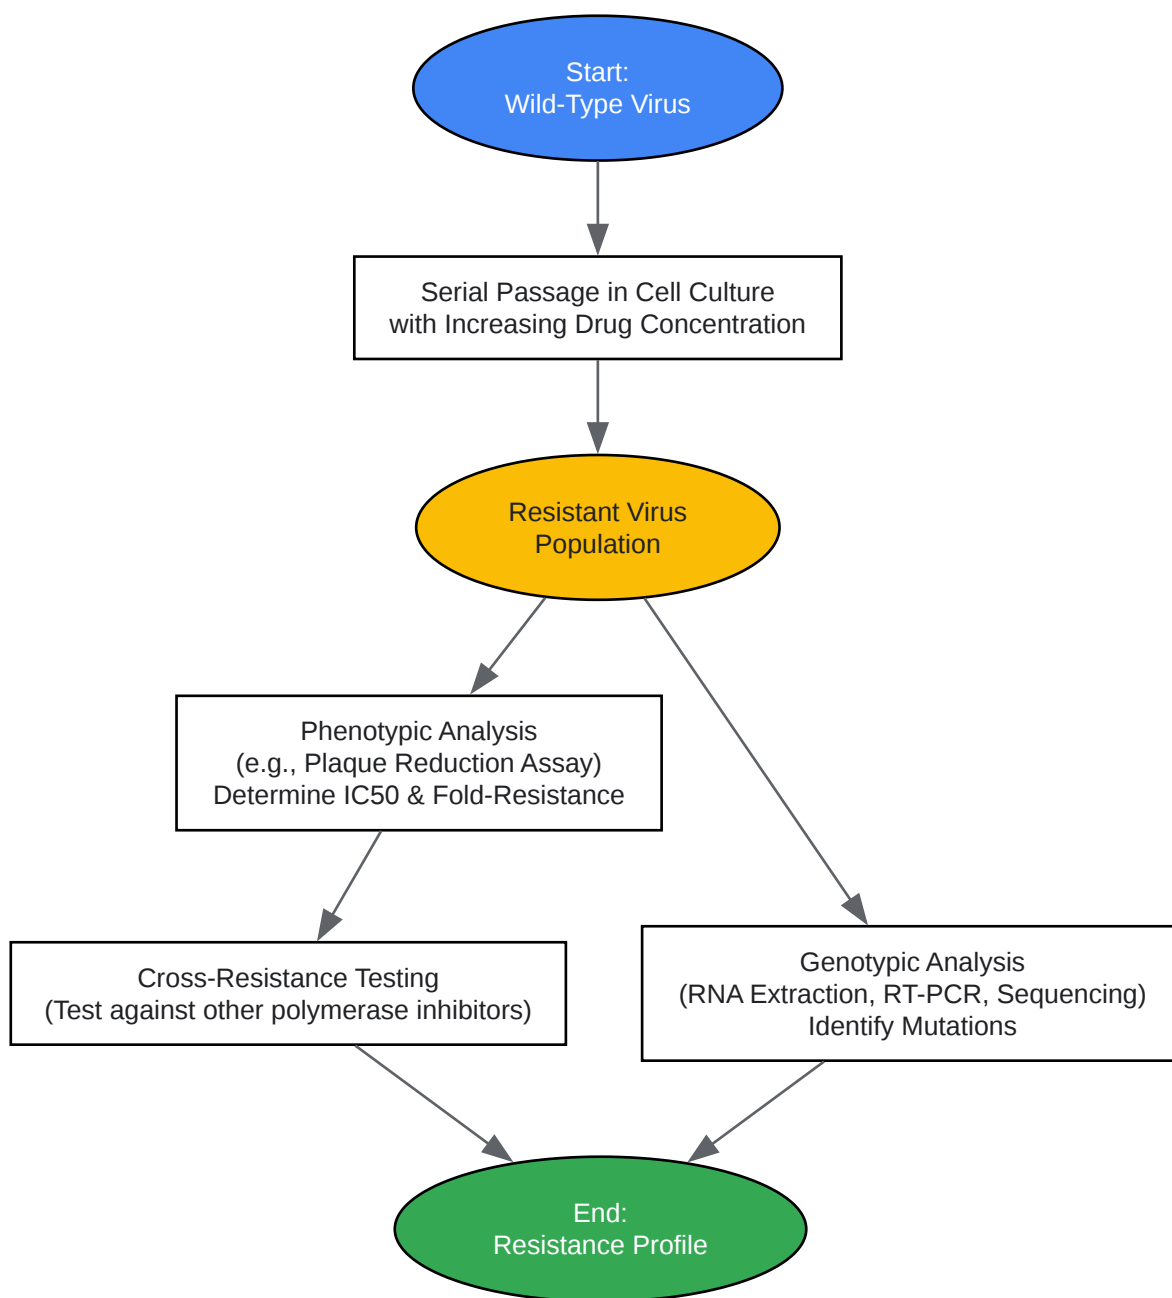 Start:
Wild-Type Virus
Serial Passage in Cell Culture
with Increasing Drug Concentration
Resistant Virus
Population
Phenotypic Analysis
(e.g., Plaque Reduction Assay)
Determine IC50 & Fold-Resistance
Cross-Resistance Testing
(Test against other polymerase inhibitors)
Genotypic Analysis
(RNA Extraction, RT-PCR, Sequencing)
Identify Mutations
End:
Resistance Profile